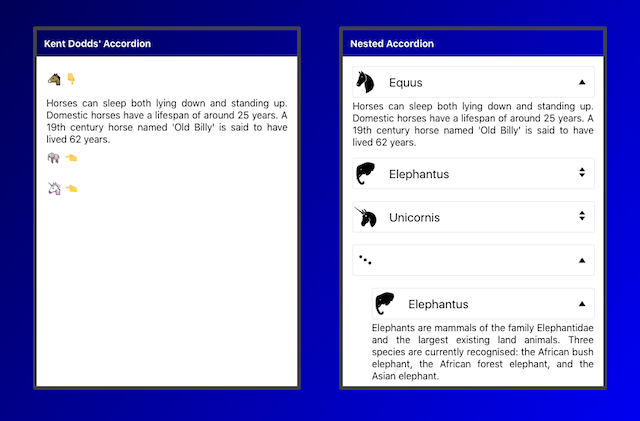 Kent Dodds' Accordion
Horses can sleep both lying down and standing up.
Domestic horses have a lifespan of around 25 years. A
19th century horse named 'Old Billy' is said to have
lived 62 years.
Nested Accordion
Equus
Horses can sleep both lying down and standing up.
Domestic horses have a lifespan of around 25 years. A
19th century horse named 'Old Billy' is said to have
lived 62 years.
Elephantus
Unicornis
Elephantus
Elephants are mammals of the family Elephantidae
and the largest existing land animals. Three
species are currently recognised: the African bush
elephant, the African forest elephant, and the
Asian elephant.